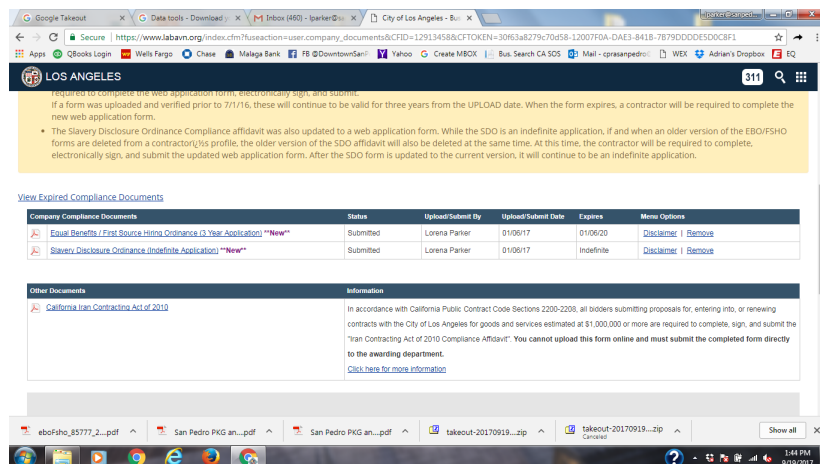 Google Takeout
Data tools - Download y
Inbox (460) - lparker@sa
City of Los Angeles - Bus
lparker@sanped
Secure | https://www.labavn.org/index.cfm?fuseaction=user.company_documents&CFID=12913458&CFTOKEN=30f63a8279c70d58-12007F0A-DAE3-841B-7B79DDDDE5D0C8F1
Apps QBooks Login Wells Fargo Chase Malaga Bank FB @DowntownSanP Yahoo Create MBOX Bus. Search CA SOS Mail - cprasanpedro WEX Adrian's Dropbox EQ
LOS ANGELES
311
required to complete the web application form, electronically sign, and submit.
If a form was uploaded and verified prior to 7/1/16, these will continue to be valid for three years from the UPLOAD date. When the form expires, a contractor will be required to complete the
new web application form.
• The Slavery Disclosure Ordinance Compliance affidavit was also updated to a web application form. While the SDO is an indefinite application, if and when an older version of the EBO/FSHO
forms are deleted from a contractorï¿½s profile, the older version of the SDO affidavit will also be deleted at the same time. At this time, the contractor will be required to complete,
electronically sign, and submit the updated web application form. After the SDO form is updated to the current version, it will continue to be an indefinite application.
View Expired Compliance Documents
Company Compliance Documents Status Upload/Submit By Upload/Submit Date Expires Menu Options
Equal Benefits / First Source Hiring Ordinance (3 Year Application) **New** Submitted Lorena Parker 01/06/17 01/06/20 Disclaimer | Remove
Slavery Disclosure Ordinance (Indefinite Application) **New** Submitted Lorena Parker 01/06/17 Indefinite Disclaimer | Remove
Other Documents Information
California Iran Contracting Act of 2010
In accordance with California Public Contract Code Sections 2200-2208, all bidders submitting proposals for, entering into, or renewing
contracts with the City of Los Angeles for goods and services estimated at $1,000,000 or more are required to complete, sign, and submit the
"Iran Contracting Act of 2010 Compliance Affidavit". You cannot upload this form online and must submit the completed form directly
to the awarding department.
Click here for more information
eboFsho_85777_2....pdf
San Pedro PKG an....pdf
San Pedro PKG an....pdf
takeout-20170919....zip
takeout-20170919....zip
Canceled
Show all
1:44 PM
9/19/2017